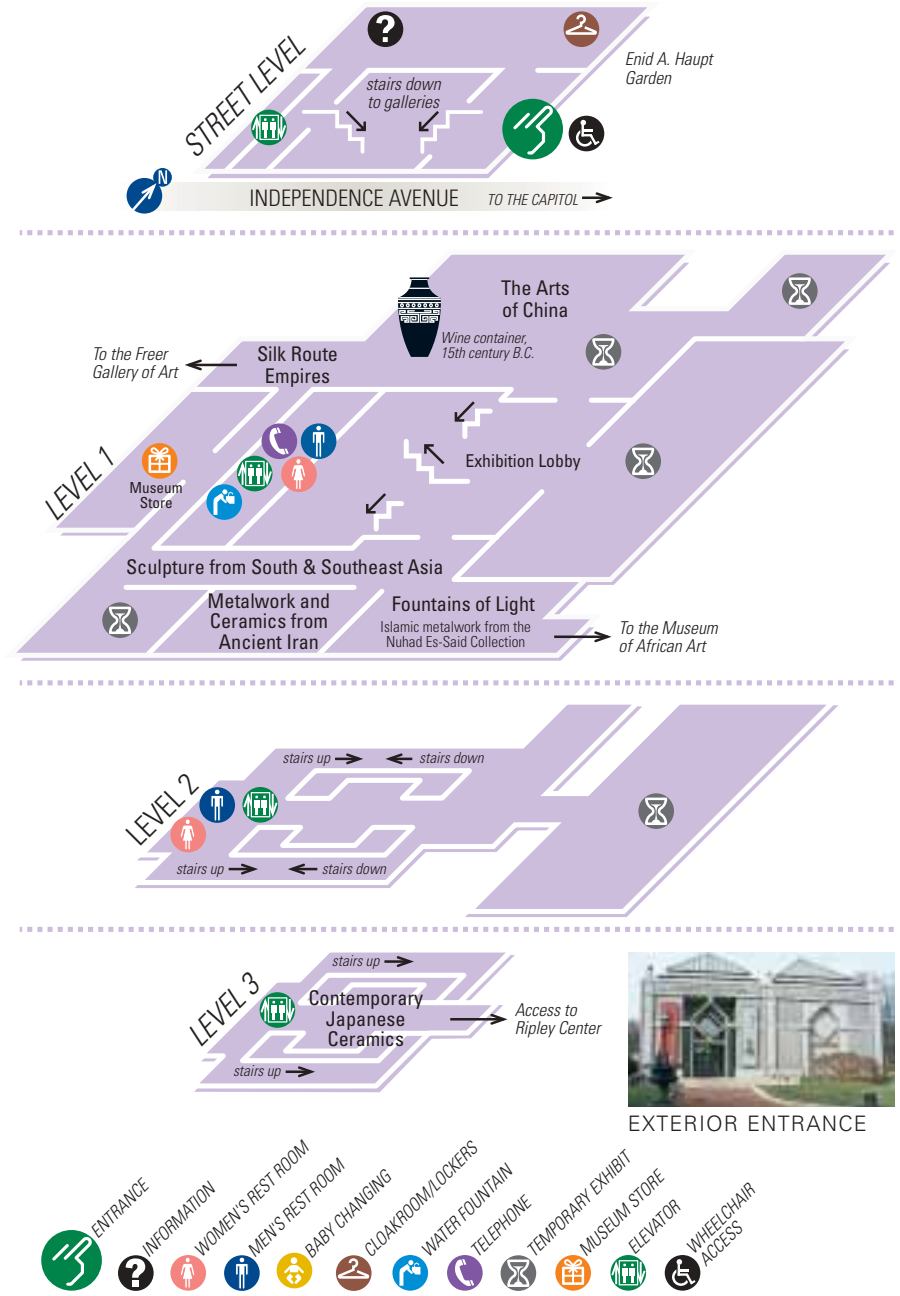 STREET LEVEL
stairs down
to galleries
Enid A. Haupt
Garden
N
INDEPENDENCE AVENUE
TO THE CAPITOL
The Arts
of China
Wine container,
15th century B.C.
To the Freer
Gallery of Art
Silk Route
Empires
LEVEL 1
Museum
Store
Exhibition Lobby
Sculpture from South & Southeast Asia
Metalwork and
Ceramics from
Ancient Iran
Fountains of Light
Islamic metalwork from the
Nuhad Es-Said Collection
To the Museum
of African Art
LEVEL 2
stairs up
stairs down
stairs up
stairs down
LEVEL 3
stairs up
Contemporary
Japanese
Ceramics
Access to
Ripley Center
stairs up
EXTERIOR ENTRANCE
ENTRANCE
?
INFORMATION
WOMEN'S REST ROOM
MEN'S REST ROOM
BABY CHANGING
CLOAKROOM/LOCKERS
WATER FOUNTAIN
TELEPHONE
TEMPORARY EXHIBIT
MUSEUM STORE
ELEVATOR
WHEELCHAIR
ACCESS